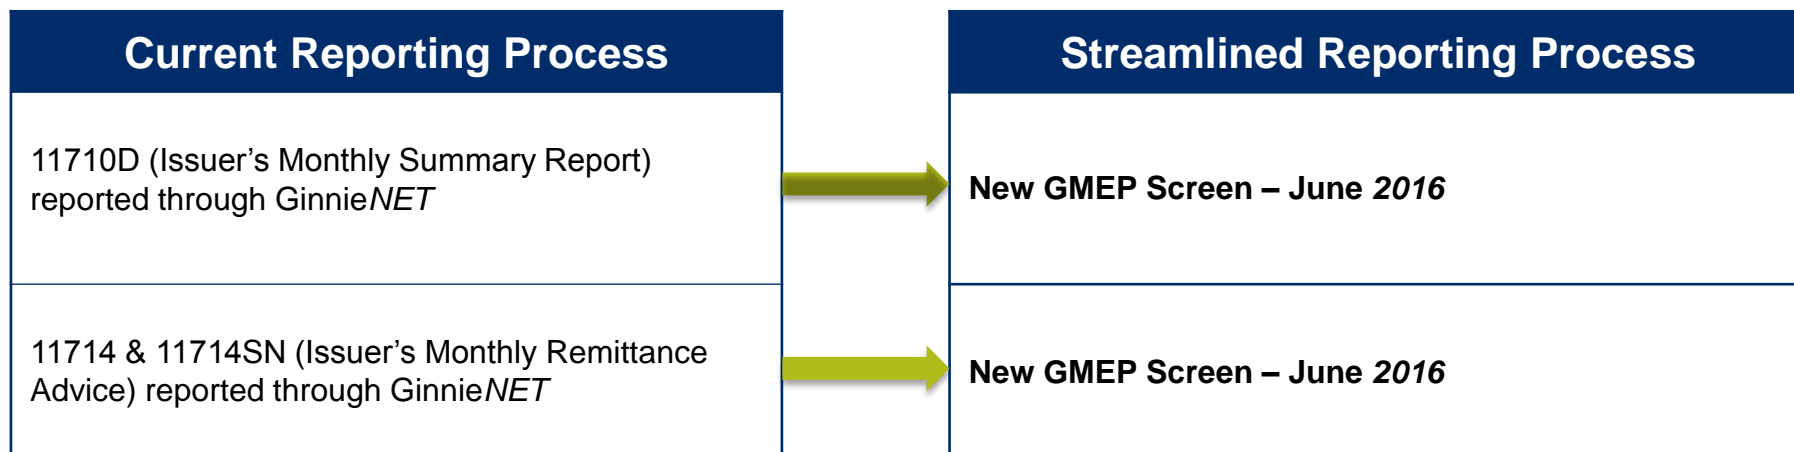 Current Reporting Process
Streamlined Reporting Process
11710D (Issuer’s Monthly Summary Report)
reported through GinnieNET
New GMEP Screen – June 2016
11714 & 11714SN (Issuer’s Monthly Remittance
Advice) reported through GinnieNET
New GMEP Screen – June 2016